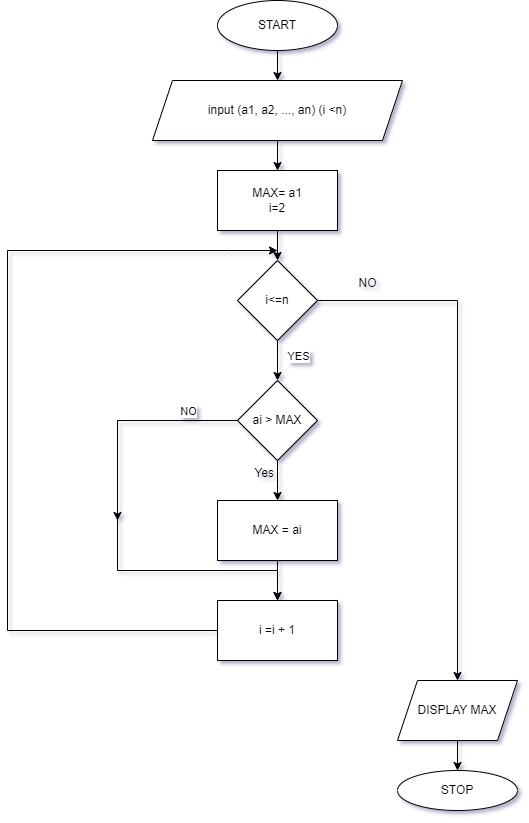 START
input (a1, a2, ..., an) (i <n)
MAX= a1
i=2
i<=n
NO
YES
ai > MAX
NO
Yes
MAX = ai
i =i + 1
DISPLAY MAX
STOP